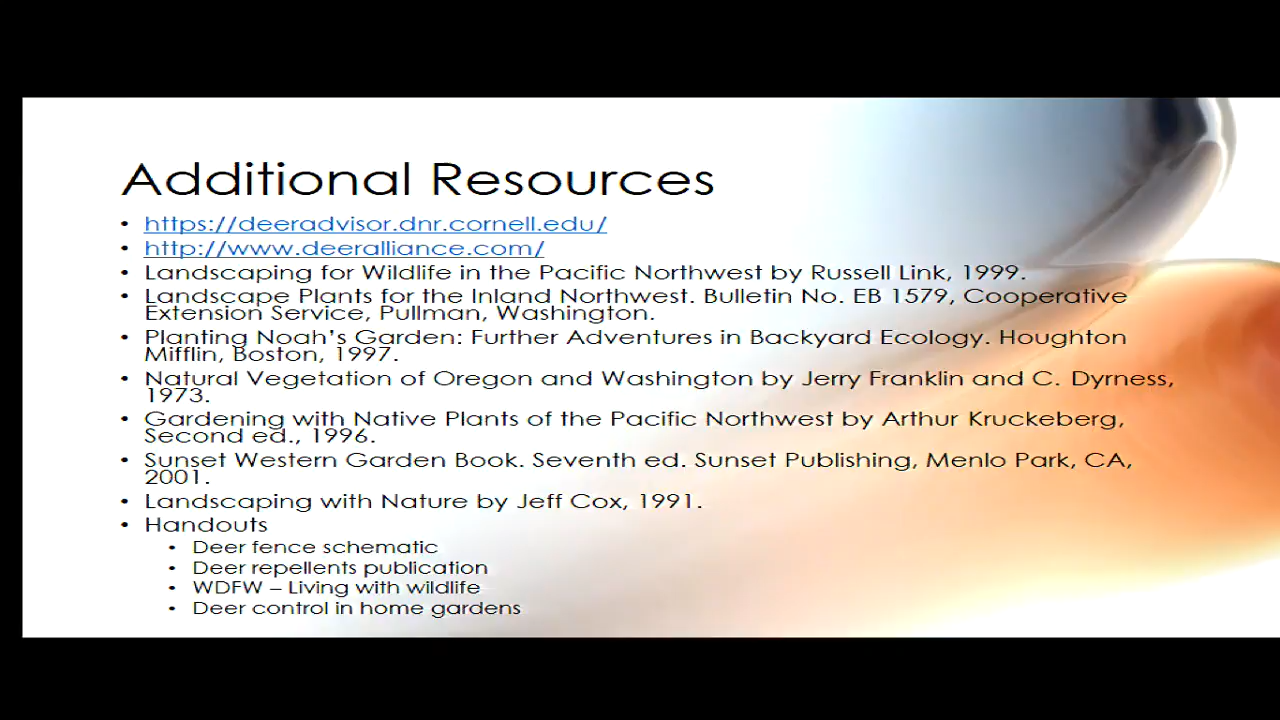 Additional Resources
• https://deeradvisor.dnr.cornell.edu/
• http://www.deeralliance.com/
• Landscaping for Wildlife in the Pacific Northwest by Russell Link, 1999.
• Landscape Plants for the Inland Northwest. Bulletin No. EB 1579, Cooperative
Extension Service, Pullman, Washington.
• Planting Noah's Garden: Further Adventures in Backyard Ecology. Houghton
Mifflin, Boston, 1997.
• Natural Vegetation of Oregon and Washington by Jerry Franklin and C. Dyrness,
1973.
• Gardening with Native Plants of the Pacific Northwest by Arthur Kruckeberg,
Second ed., 1996.
• Sunset Western Garden Book. Seventh ed. Sunset Publishing, Menlo Park, CA,
2001.
• Landscaping with Nature by Jeff Cox, 1991.
• Handouts
• Deer fence schematic
• Deer repellents publication
• WDFW – Living with wildlife
• Deer control in home gardens